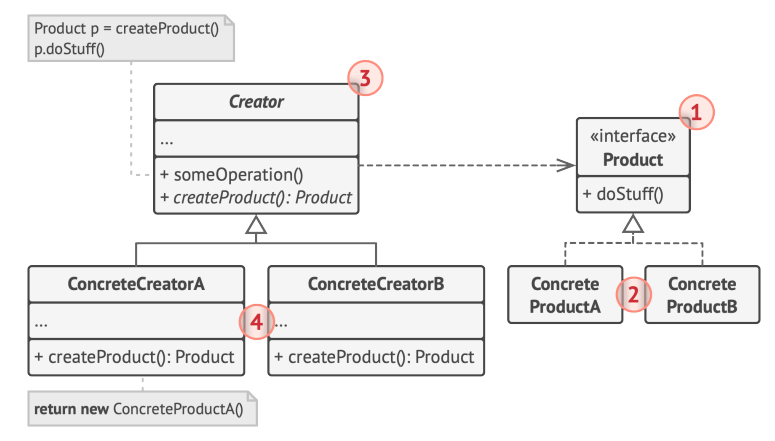 Product p = createProduct()
p.doStuff()
3
Creator
...
+ someOperation()
+ createProduct(): Product
1
«interface»
Product
+ doStuff()
ConcreteCreatorA
...
+ createProduct(): Product
4
ConcreteCreatorB
...
+ createProduct(): Product
Concrete
ProductA
2
Concrete
ProductB
return new ConcreteProductA()